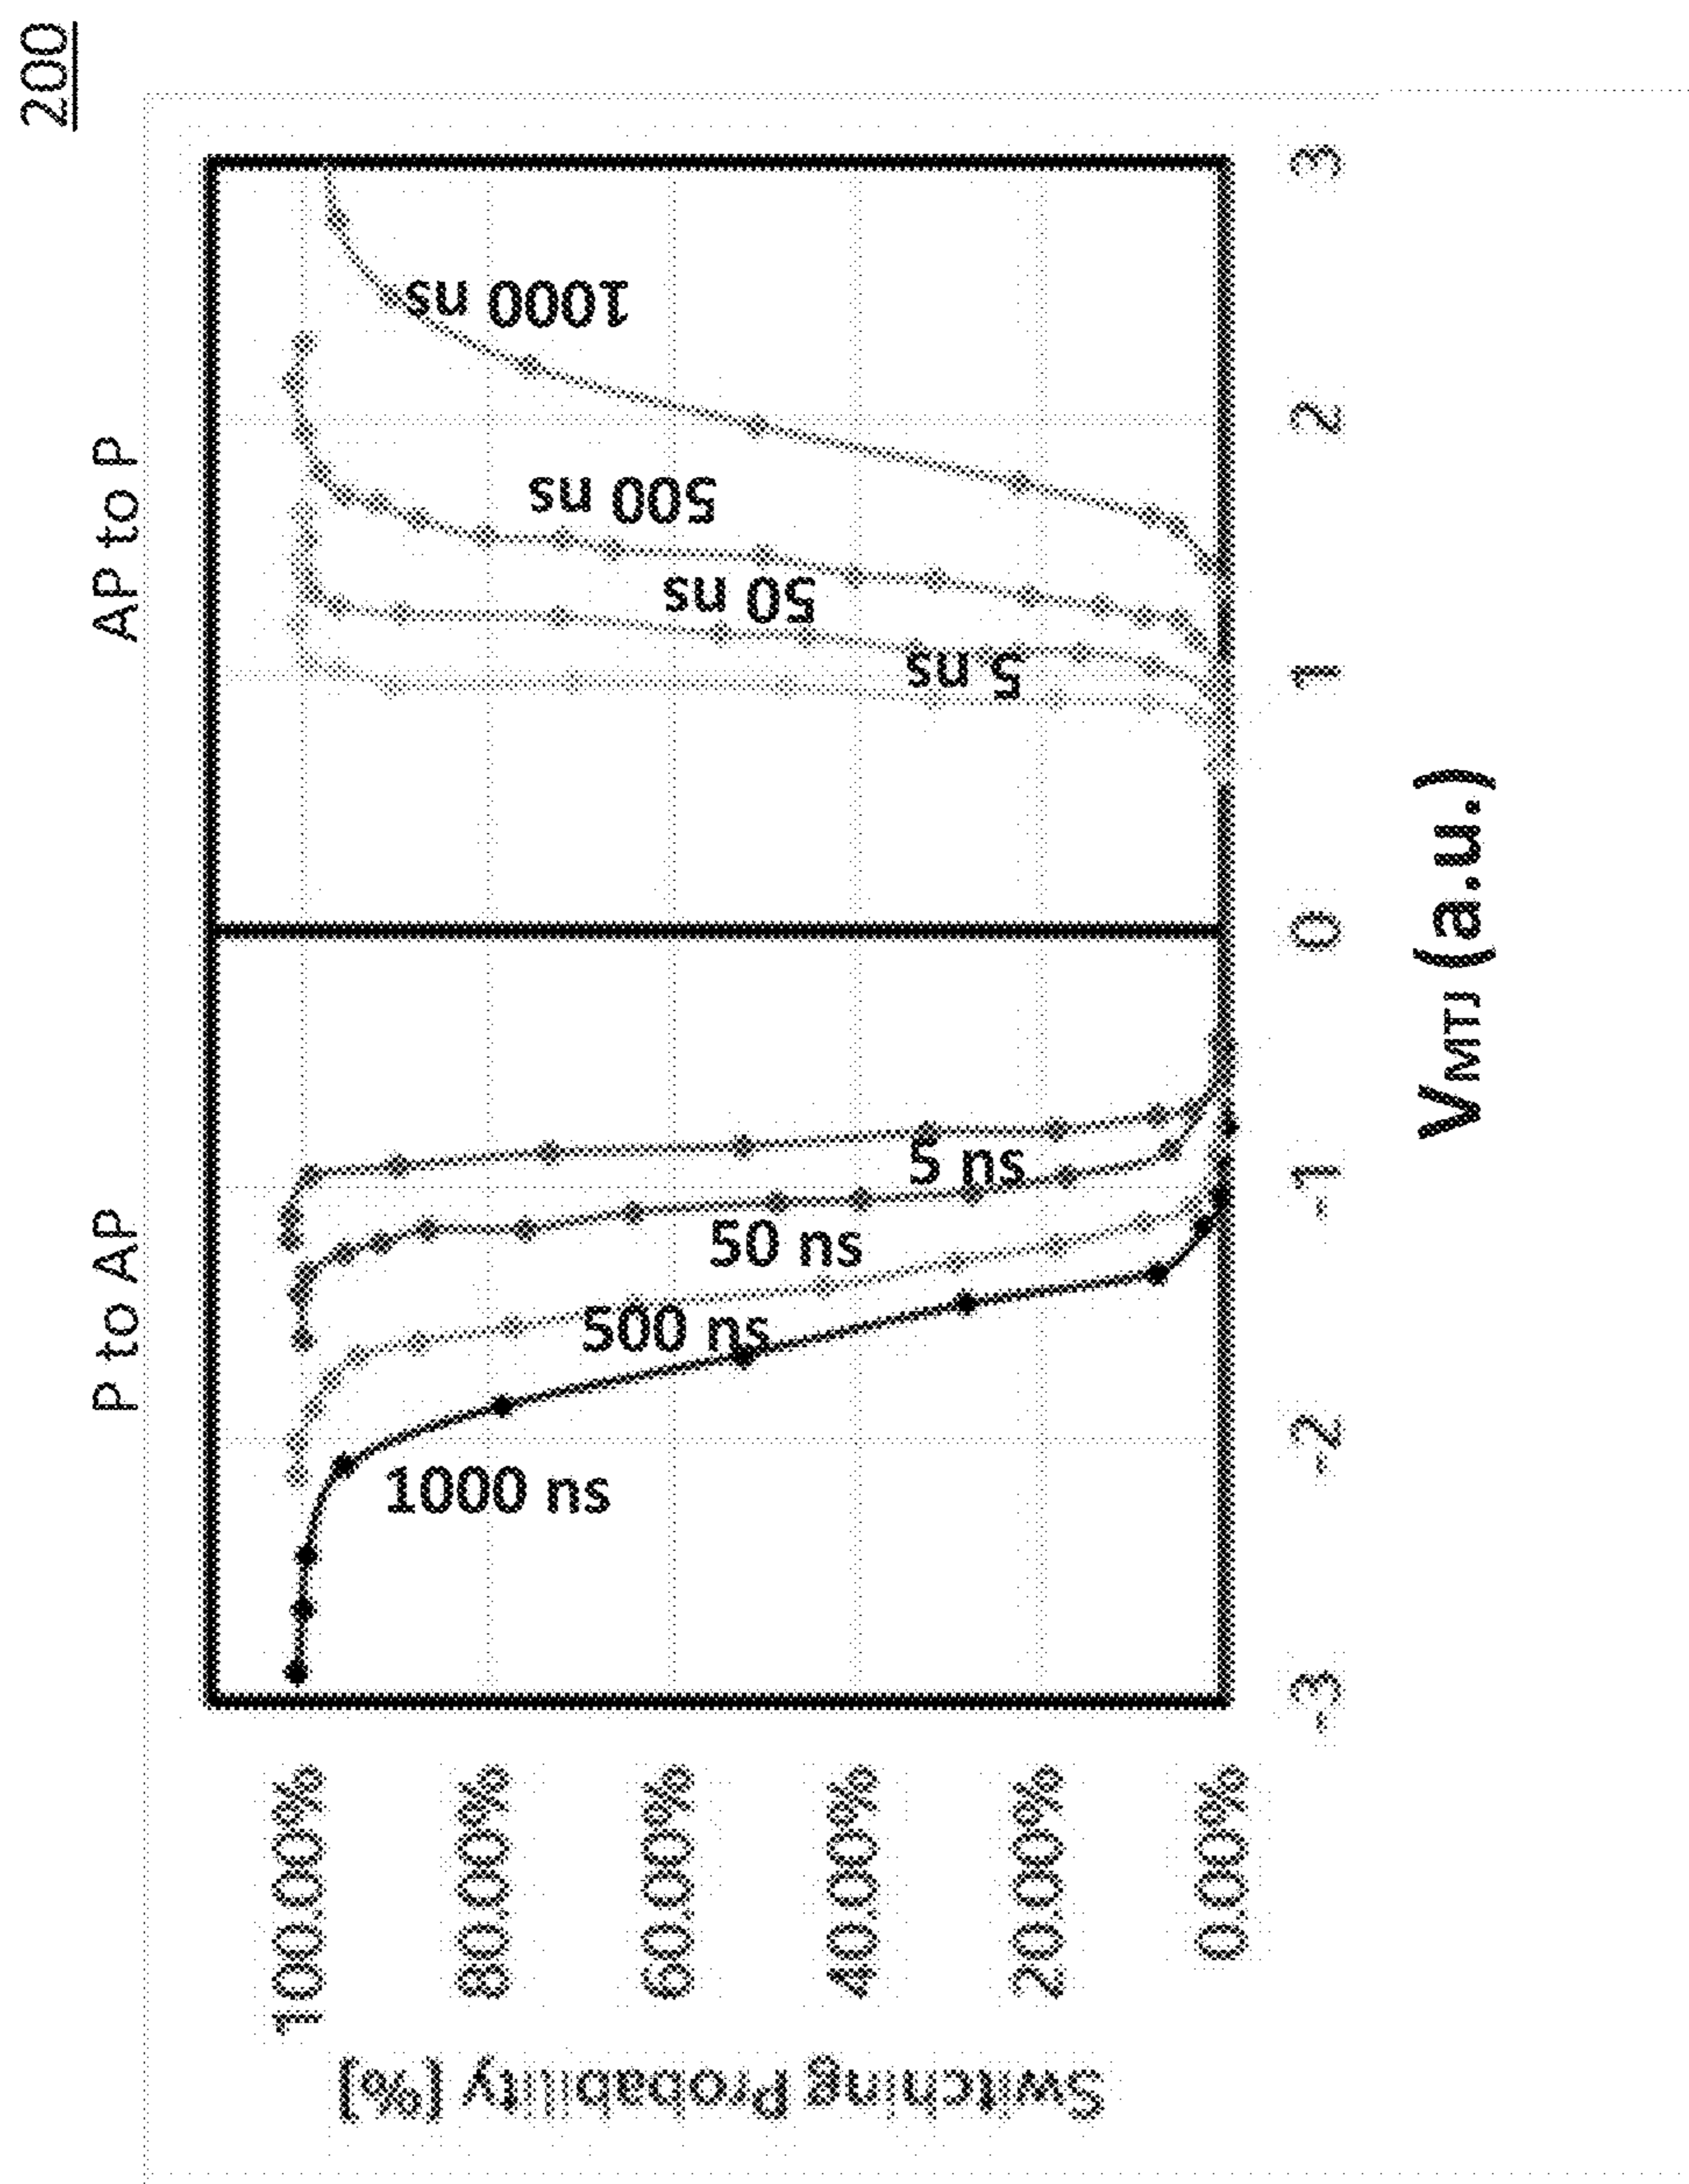 200
P to AP
AP to P
Switching Probability [%]
100.00%
80.00%
60.00%
40.00%
20.00%
0.00%
1000 ns
500 ns
50 ns
5 ns
5 ns
50 ns
500 ns
1000 ns
-3
-2
-1
0
1
2
3
VMTJ (a.u.)